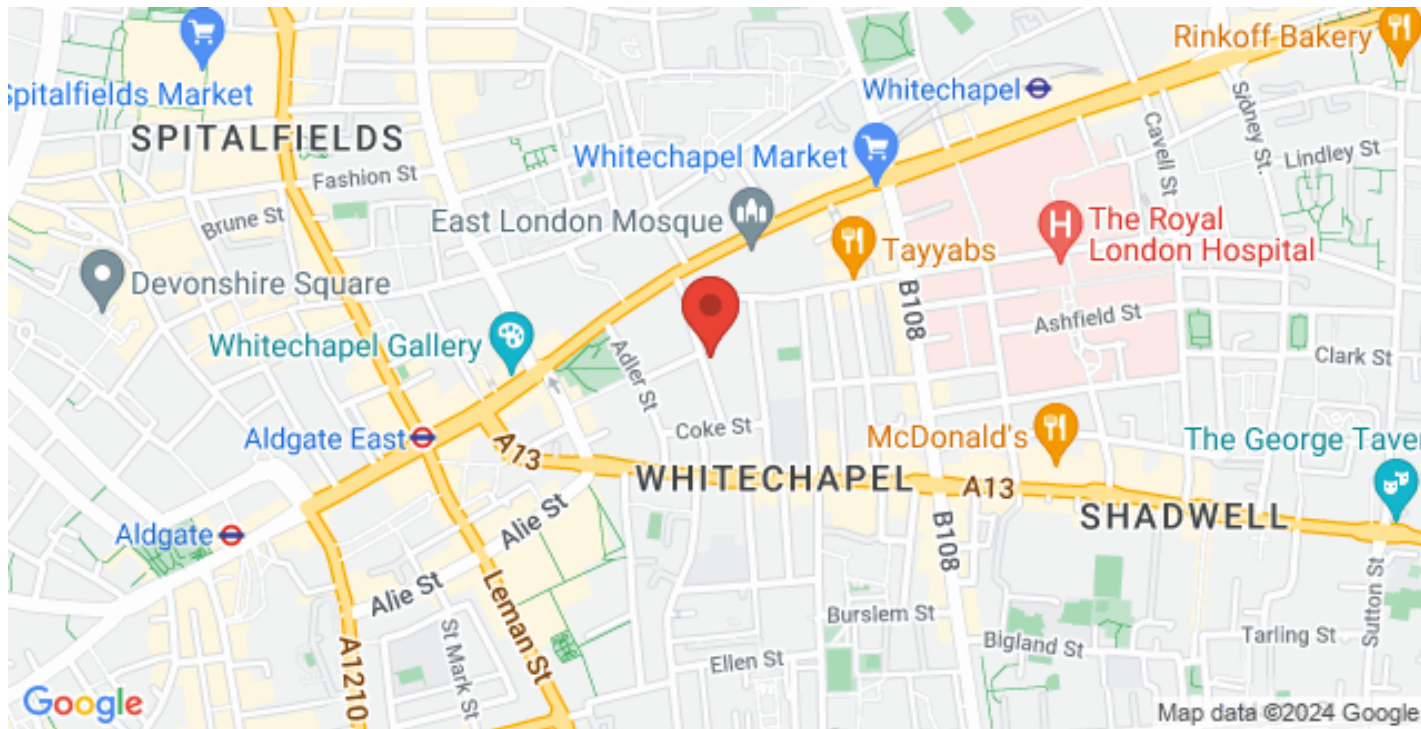 Rinkoff Bakery
Spitalfields Market
Whitechapel
SPITALFIELDS
Sidney St.
Cavell St
Lindley St
Whitechapel Market
Fashion St
Brune St
East London Mosque
Tayyabs
The Royal
London Hospital
H
Devonshire Square
B108
Ashfield St
Whitechapel Gallery
Adler St
Clark St
Coke St
Aldgate East
McDonald's
The George Taver
A13
WHITECHAPEL
A13
SHADWELL
Aldgate
Alie St
B108
Alie St
Leman St
St Mark St
A1210
Burslem St
Bigland St
Tarling St
Sutton St
Ellen St
Google
Map data ©2024 Google